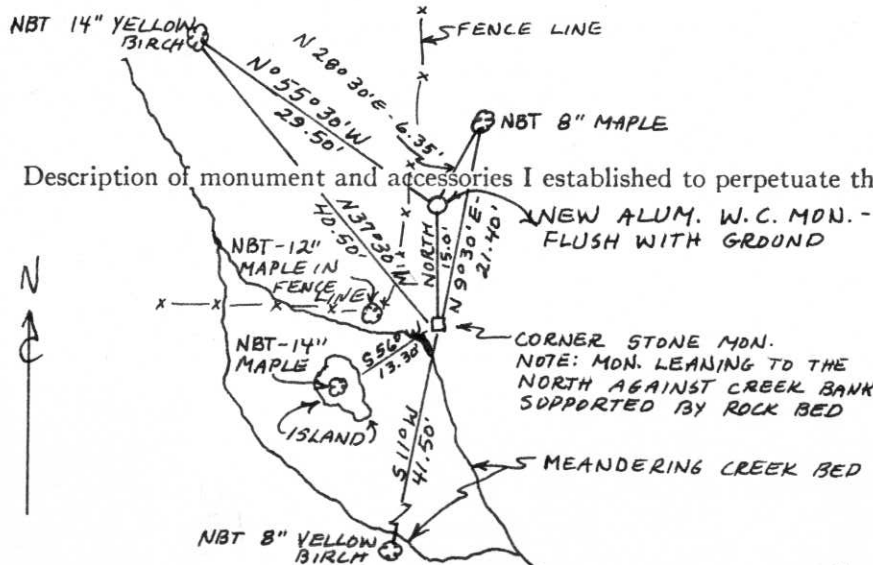 NBT 14" YELLOW
BIRCH
FENCE LINE
N 28° 30' E - 6.35'
N° 55° 30' W
29.50'
NBT 8" MAPLE
Description of monument and accessories I established to perpetuate th
NEW ALUM. W.C. MON. -
FLUSH WITH GROUND
N 37° 30' W
40.50'
NORTH
15.0'
N 9° 30' E -
21.40'
N
NBT - 12"
MAPLE IN
FENCE
LINE
CORNER STONE MON.
NOTE: MON. LEANING TO THE
NORTH AGAINST CREEK BANK
SUPPORTED BY ROCK BED
NBT - 14"
MAPLE
S 56° W
13.30'
ISLAND
S 11° W
41.50'
MEANDERING CREEK BED
NBT 8" YELLOW
BIRCH